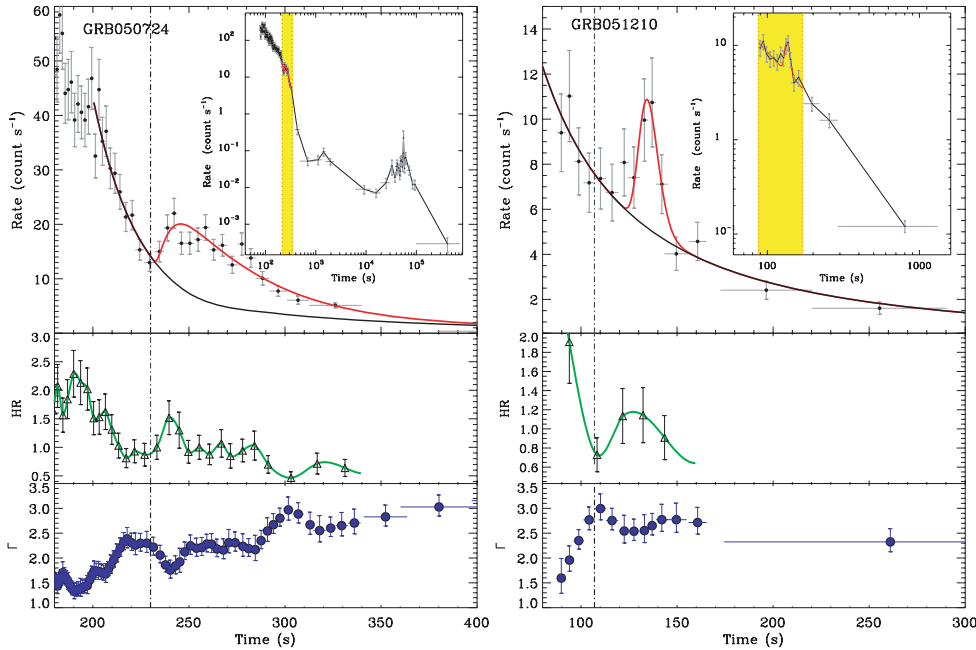 GRB050724
Rate (count s⁻¹)
60
50
40
30
20
10
Rate (count s⁻¹)
10²
10
1
10⁻¹
10⁻²
10⁻³
10² 10³ 10⁴ 10⁵
Time (s)
HR
3.0
2.5
2.0
1.5
1.0
0.5
Γ
3.5
3.0
2.5
2.0
1.5
1.0
200 250 300 350 400
Time (s)
GRB051210
Rate (count s⁻¹)
14
12
10
8
6
4
2
Rate (count s⁻¹)
10
1
10⁻¹
100 1000
Time (s)
HR
2.0
1.8
1.6
1.4
1.2
1.0
0.8
0.6
Γ
3.5
3.0
2.5
2.0
1.5
1.0
100 150 200 250 300
Time (s)